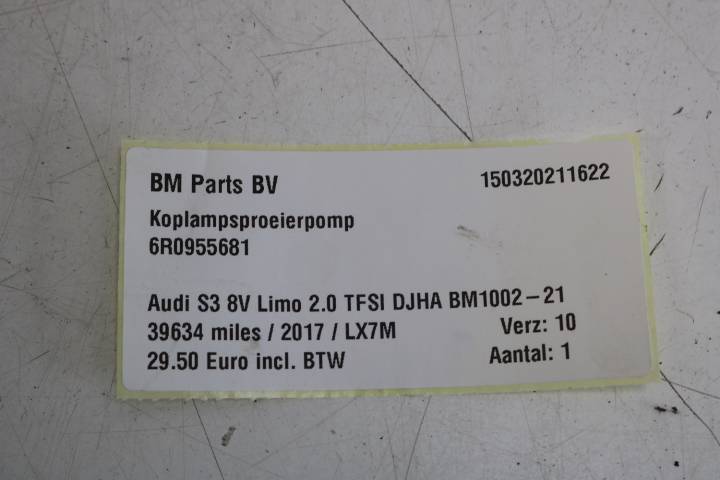 BM Parts BV 150320211622
Koplampsproeierpomp
6R0955681
Audi S3 8V Limo 2.0 TFSI DJHA BM1002-21
39634 miles / 2017 / LX7M Verz: 10
29.50 Euro incl. BTW Aantal: 1